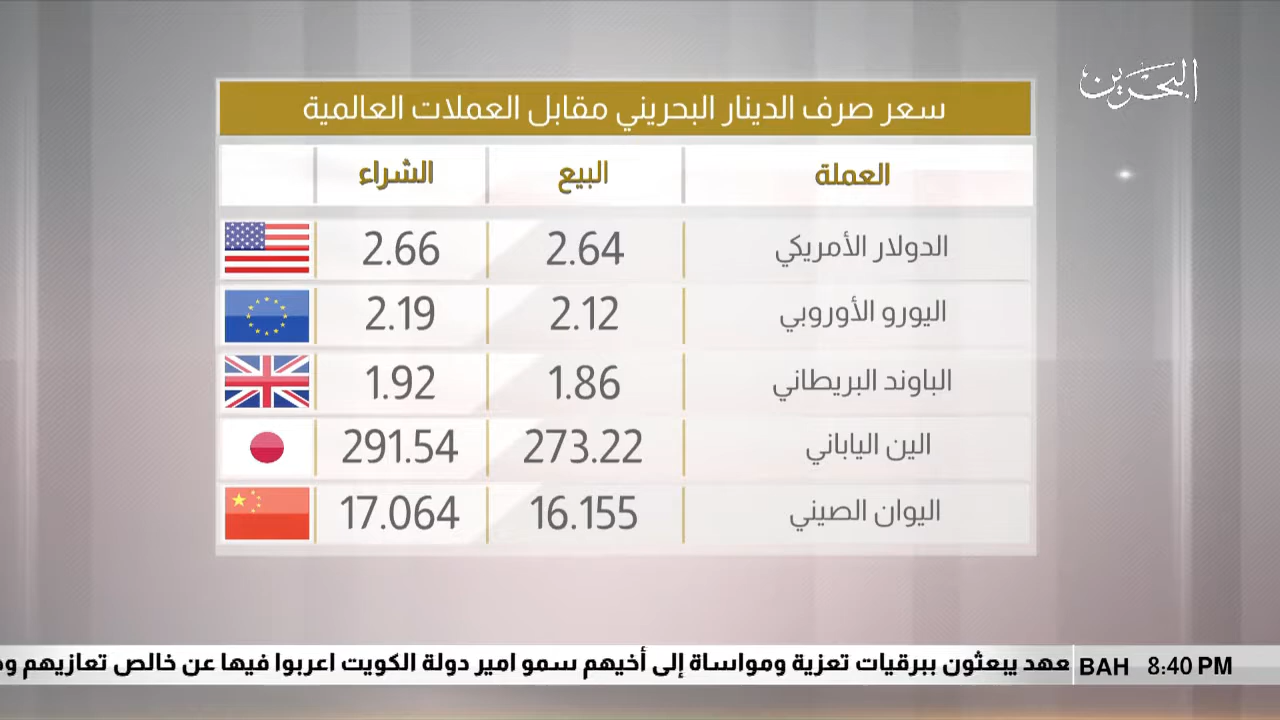 البحرين
سعر صرف الدينار البحريني مقابل العملات العالمية
العملة البيع الشراء
الدولار الأمريكي 2.64 2.66
اليورو الأوروبي 2.12 2.19
الباوند البريطاني 1.86 1.92
الين الياباني 273.22 291.54
اليوان الصيني 16.155 17.064
BAH 8:40 PM
عهد يبعثون ببرقيات تعزية ومواساة إلى أخيهم سمو امير دولة الكويت اعربوا فيها عن خالص تعازيهم